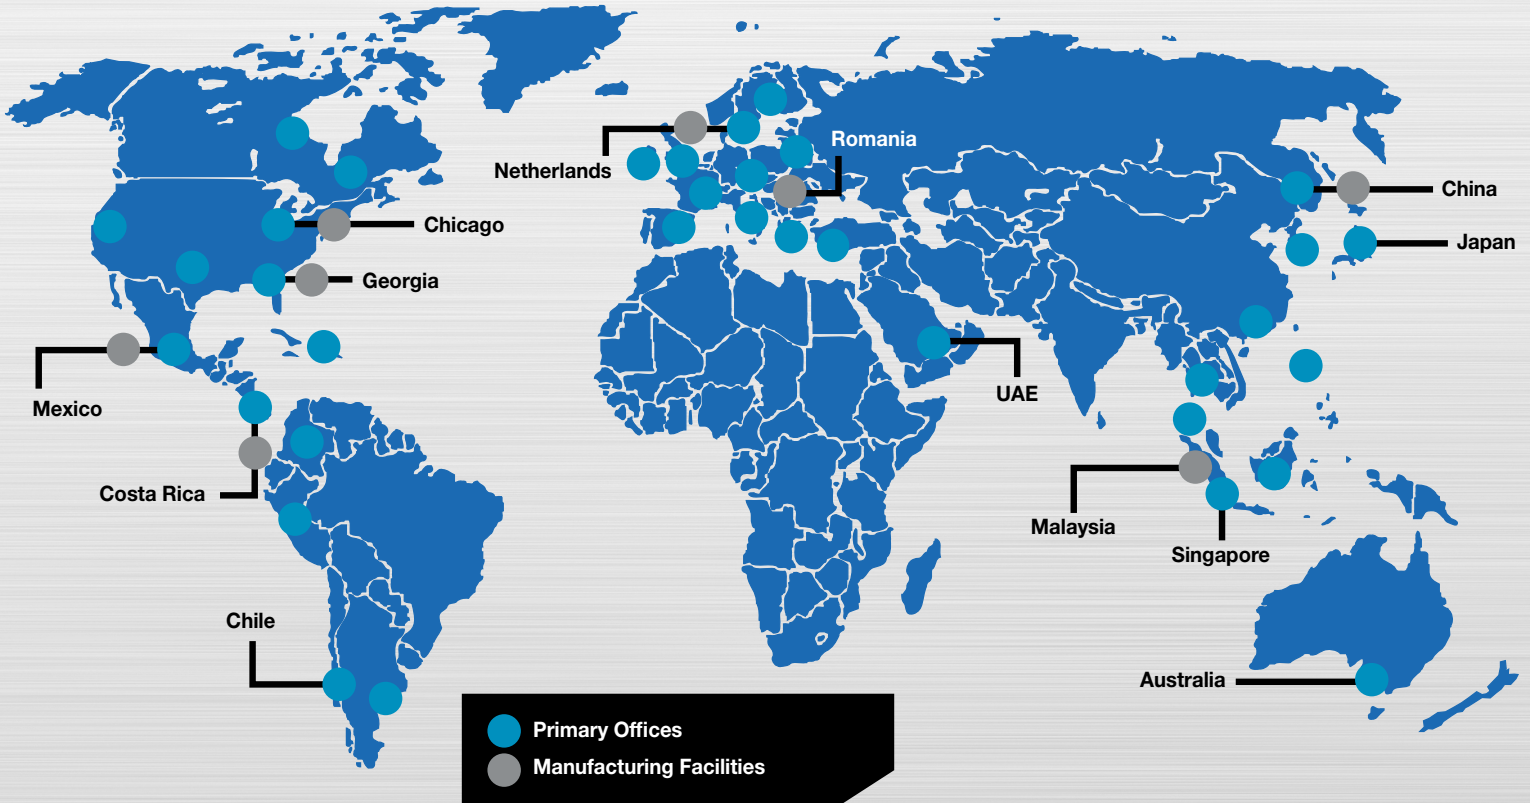 Romania
Netherlands
China
Chicago
Japan
Georgia
UAE
Mexico
Costa Rica
Malaysia
Singapore
Chile
Australia
Primary Offices
Manufacturing Facilities